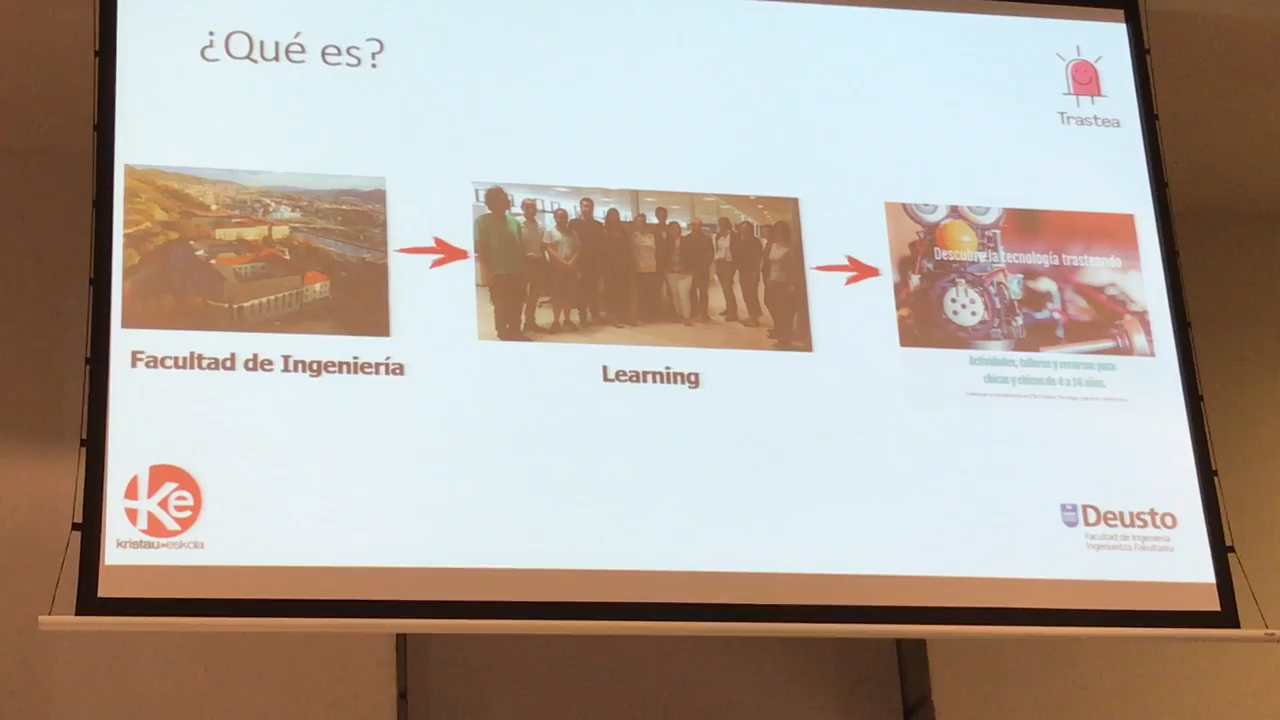 ¿Qué es?
Trastea
Descubre la tecnología trasteando
Facultad de Ingeniería
Learning
Actividades, talleres y recursos para
chicas y chicos de 4 a 14 años.
Ke
kristau-eskola
Deusto
Facultad de Ingeniería
Ingeniaritza Fakultatea